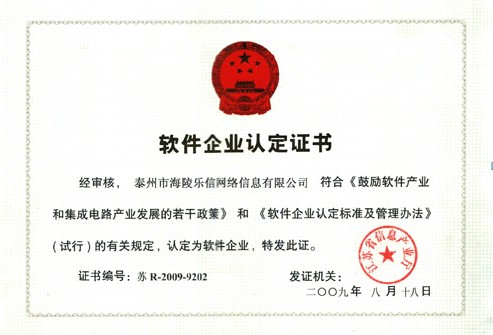 软件企业认定证书
经审核， 泰州市海陵乐信网络信息有限公司 符合《鼓励软件产业
和集成电路产业发展的若干政策》 和 《软件企业认定标准及管理办法》
(试行) 的有关规定，认定为软件企业，特发此证。
江苏省信息产业厅
证书编号：苏 R-2009-9202
发证机关：
二〇〇九年 八 月 十八日